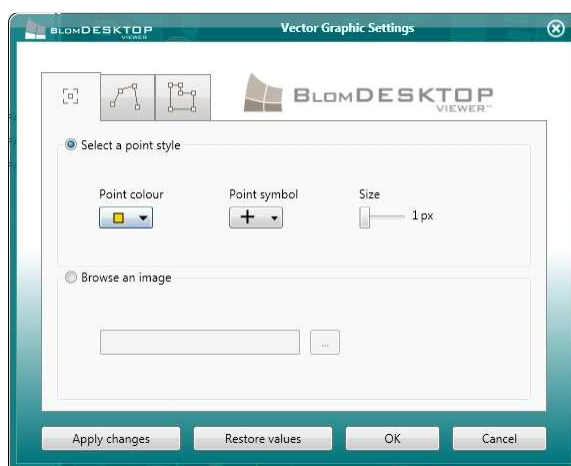 BLOMDESKTOP
VIEWER
Vector Graphic Settings
BLOMDESKTOP
VIEWER™
Select a point style
Point colour
Point symbol
Size
1 px
Browse an image
...
Apply changes
Restore values
OK
Cancel